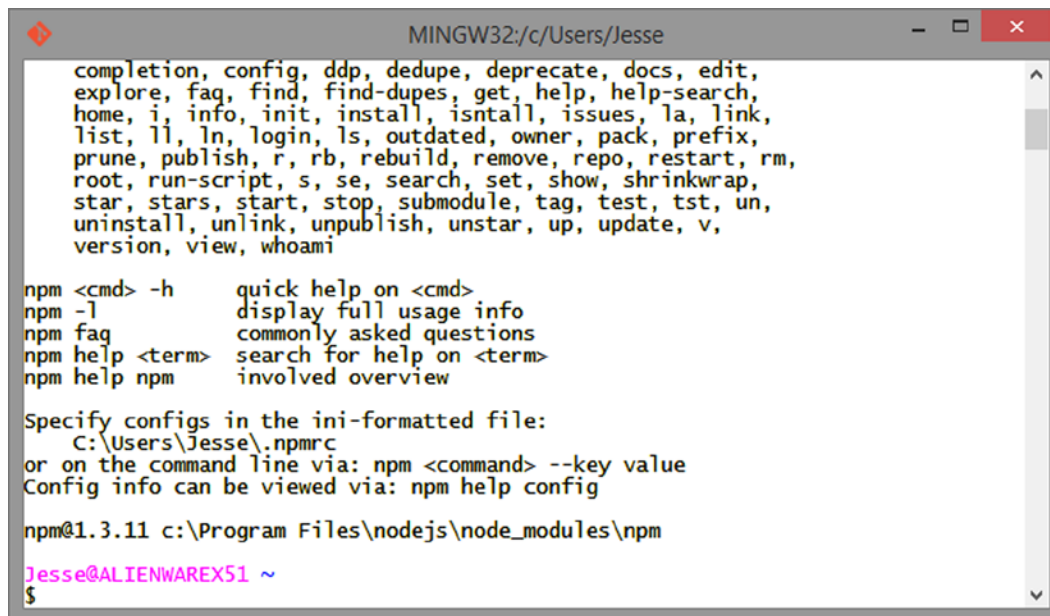 MINGW32:/c/Users/Jesse
completion, config, ddp, dedupe, deprecate, docs, edit,
explore, faq, find, find-dupes, get, help, help-search,
home, i, info, init, install, isntall, issues, la, link,
list, ll, ln, login, ls, outdated, owner, pack, prefix,
prune, publish, r, rb, rebuild, remove, repo, restart, rm,
root, run-script, s, se, search, set, show, shrinkwrap,
star, stars, start, stop, submodule, tag, test, tst, un,
uninstall, unlink, unpublish, unstar, up, update, v,
version, view, whoami
npm <cmd> -h     quick help on <cmd>
npm -l           display full usage info
npm faq          commonly asked questions
npm help <term>  search for help on <term>
npm help npm     involved overview
Specify configs in the ini-formatted file:
C:\Users\Jesse\.npmrc
or on the command line via: npm <command> --key value
Config info can be viewed via: npm help config
npm@1.3.11 c:\Program Files\nodejs\node_modules\npm
Jesse@ALIENWAREX51 ~
$